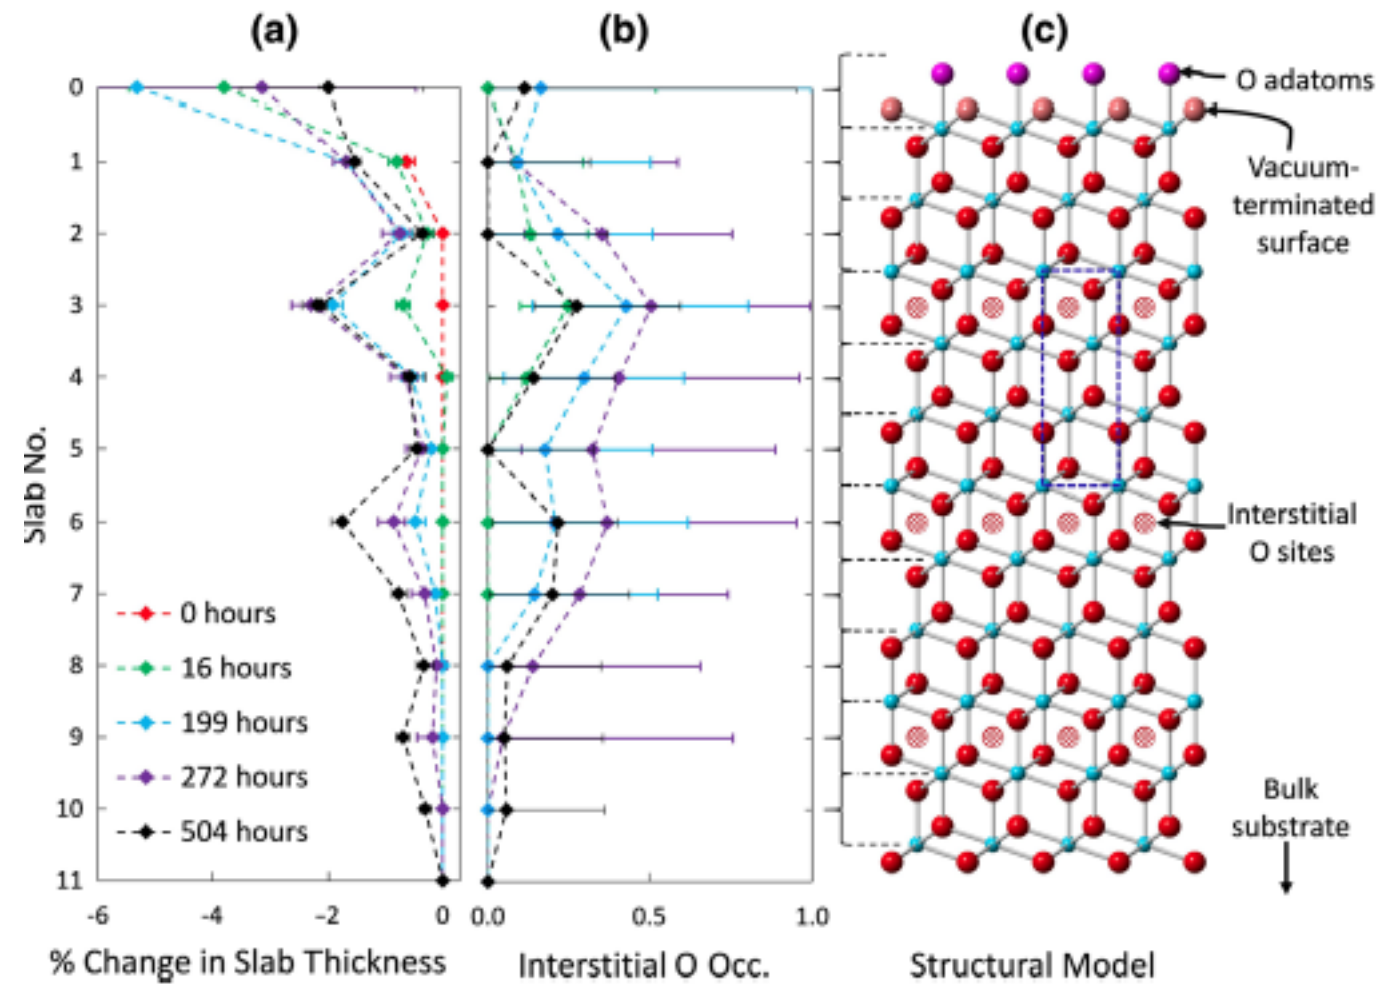 (a)
(b)
(c)
O adatoms
Vacuum-
terminated
surface
Interstitial
O sites
Bulk
substrate
Slab No.
0
1
2
3
4
5
6
7
8
9
10
11
0 hours
16 hours
199 hours
272 hours
504 hours
-6 -4 -2 0
0.0 0.5 1.0
% Change in Slab Thickness
Interstitial O Occ.
Structural Model